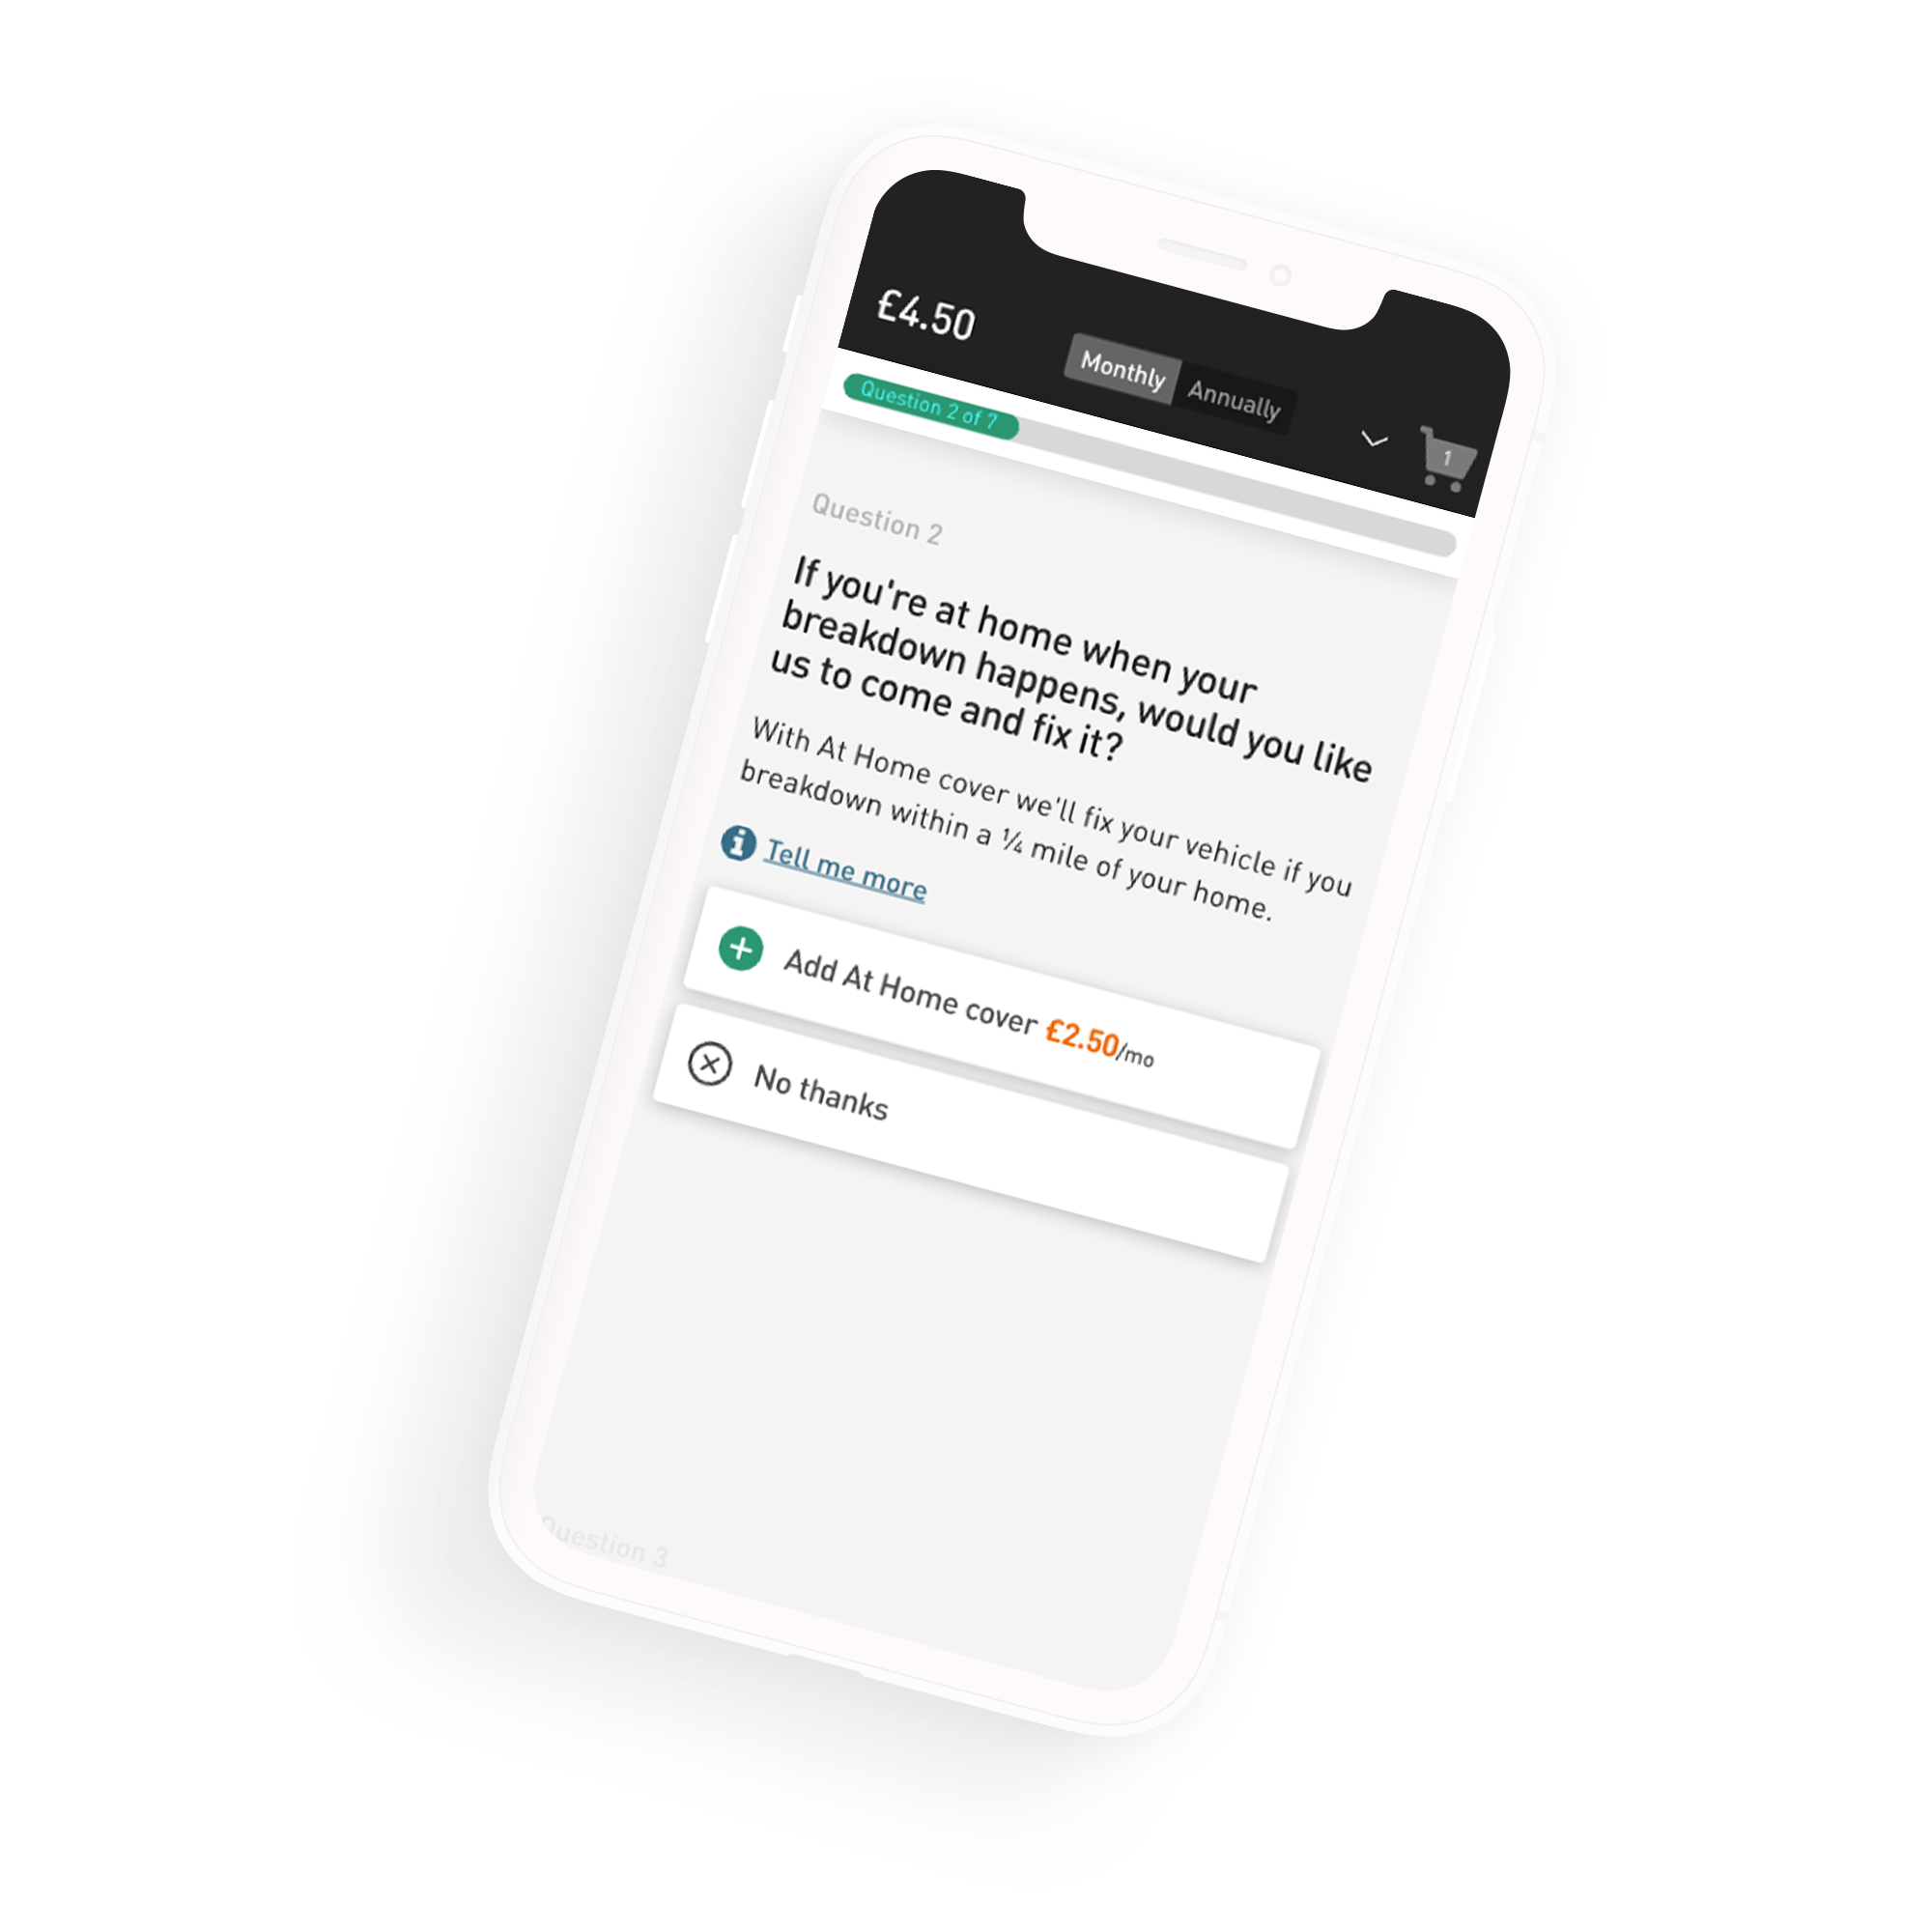 £4.50
Monthly Annually
1
Question 2 of 7
Question 2
If you're at home when your
breakdown happens, would you like
us to come and fix it?
With At Home cover we'll fix your vehicle if you
breakdown within a ¼ mile of your home.
Tell me more
Add At Home cover £2.50/mo
No thanks
Question 3